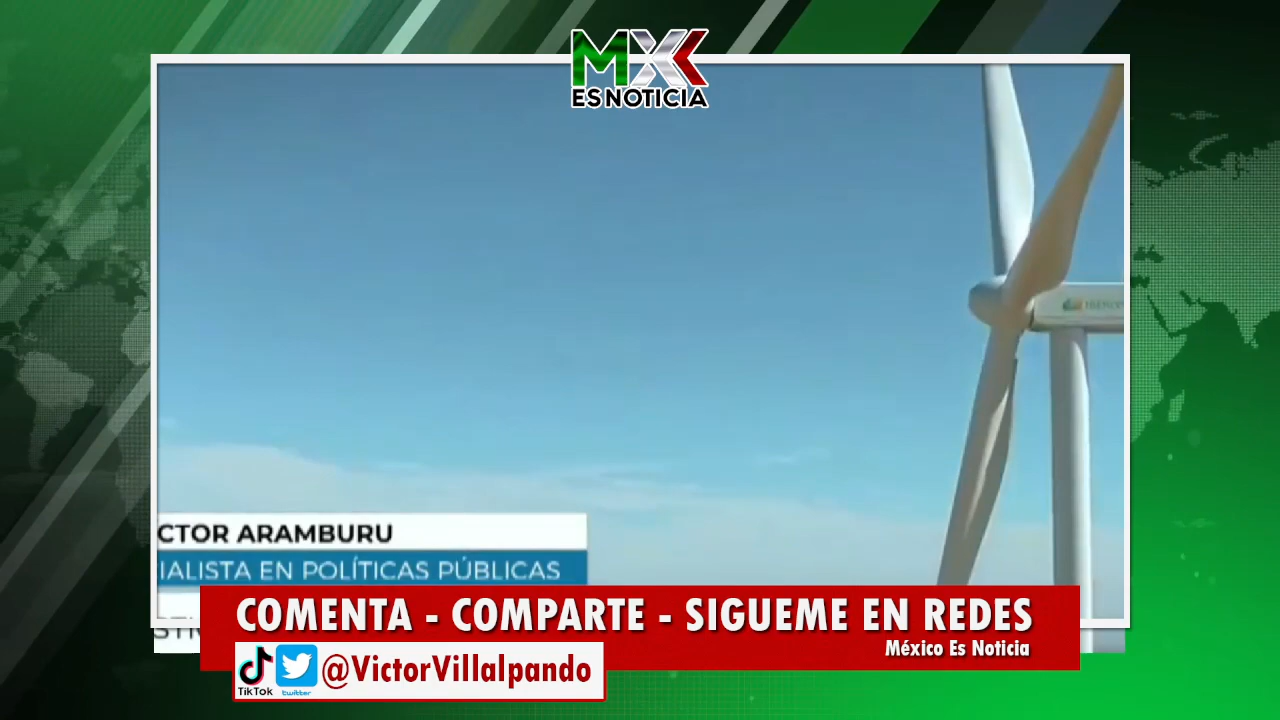 MX
ES NOTICIA
CTOR ARAMBURU
IALISTA EN POLÍTICAS PÚBLICAS
COMENTA - COMPARTE - SIGUEME EN REDES
México Es Noticia
@VictorVillalpando
TikTok twitter